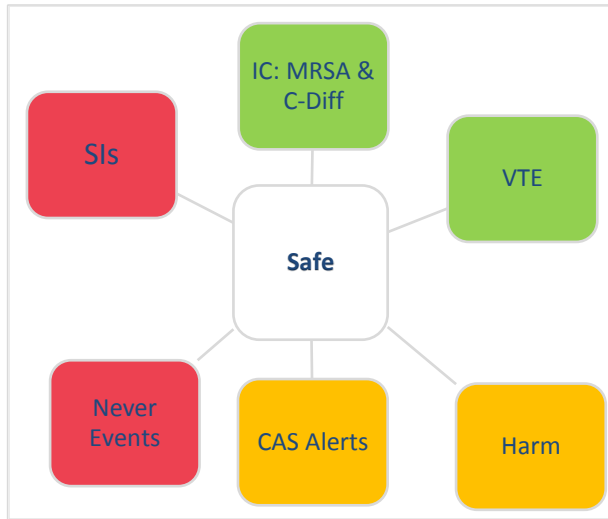 IC: MRSA &
C-Diff
SIs
VTE
Safe
Never
Events
CAS Alerts
Harm